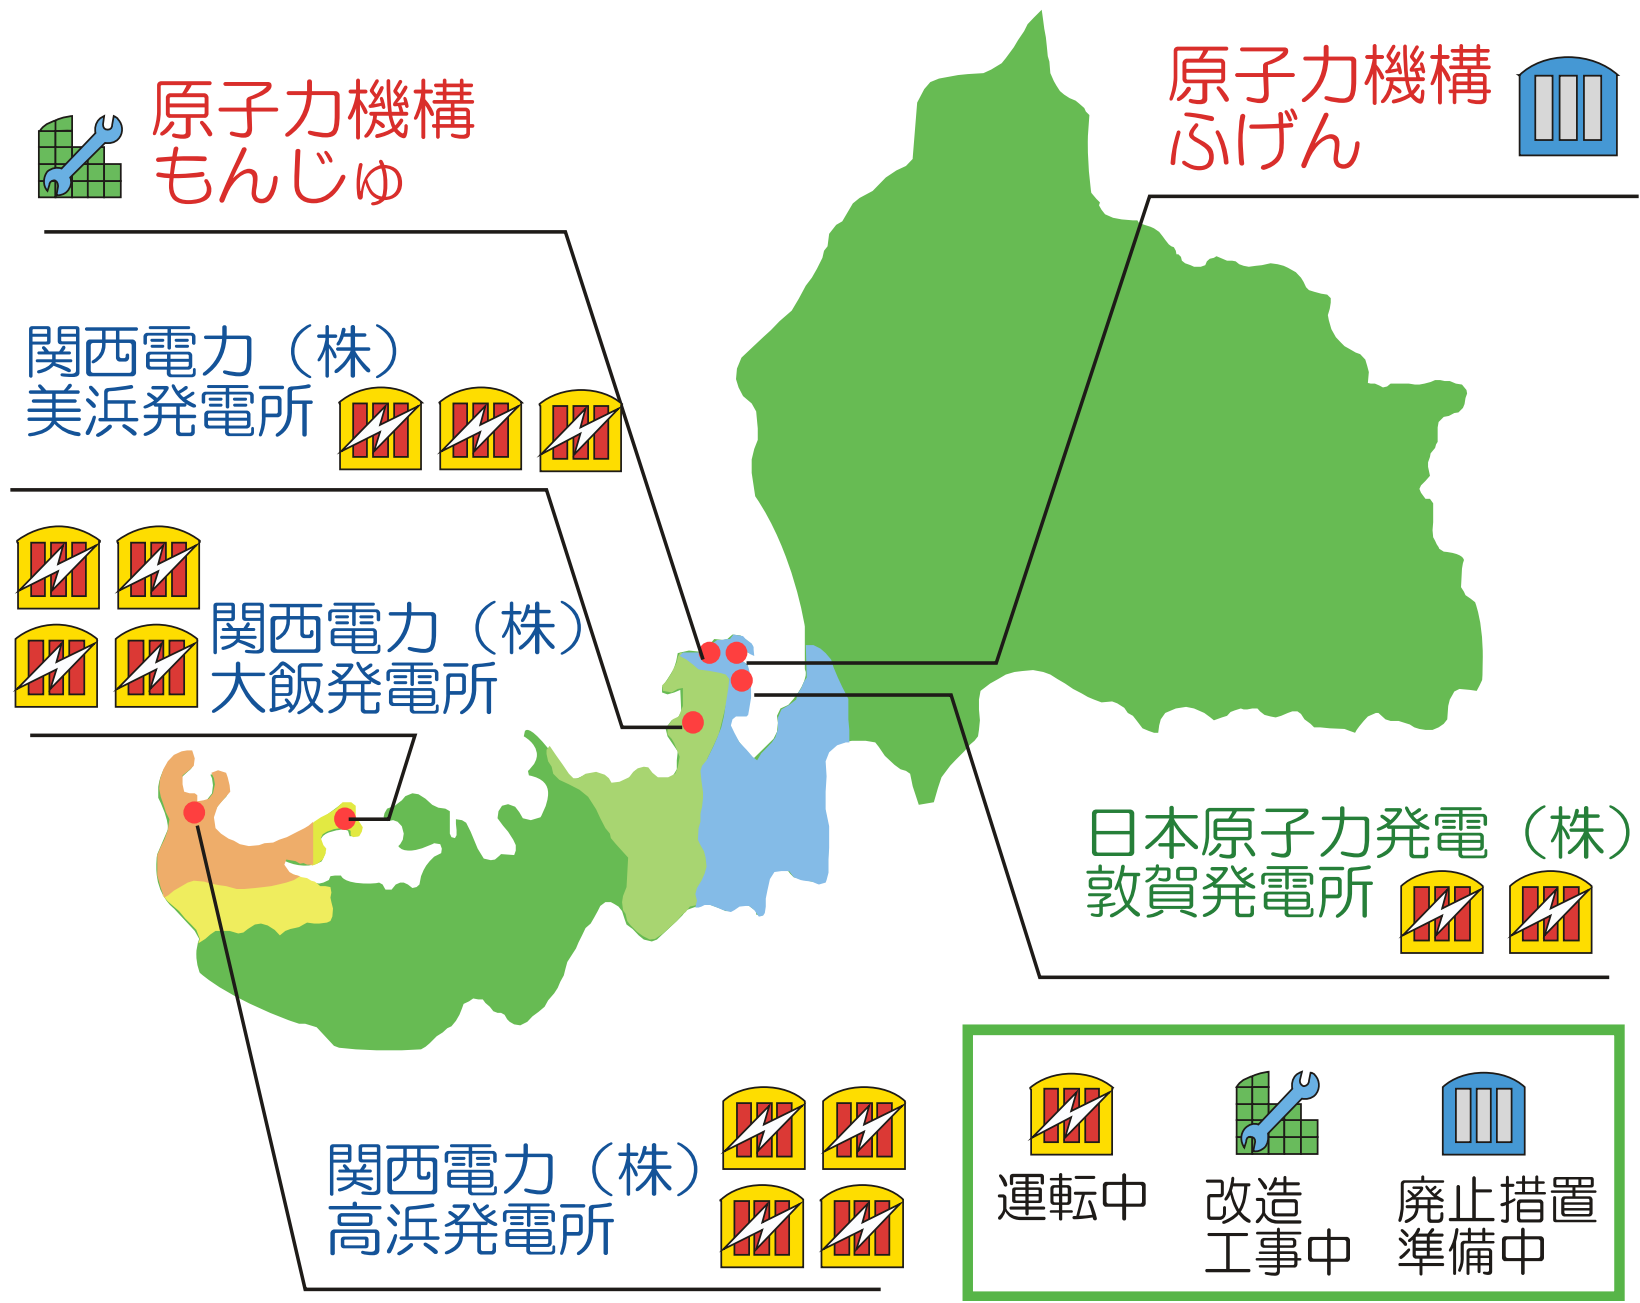 原子力機構
もんじゅ
原子力機構
ふげん
関西電力（株）
美浜発電所
関西電力（株）
大飯発電所
日本原子力発電（株）
敦賀発電所
関西電力（株）
高浜発電所
運転中
改造
工事中
廃止措置
準備中